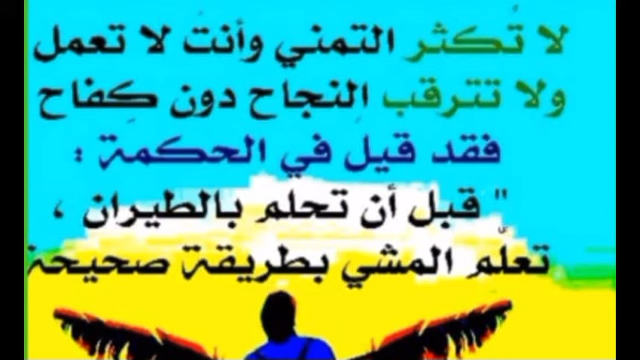 لا تُكثر التمني وأنتَ لا تعمل
ولا تترقب النجاح دون كِفاح
فقد قيل في الحكمة :
" قبل أن تحلم بالطيران ،
تعلّم المشي بطريقة صحيحة